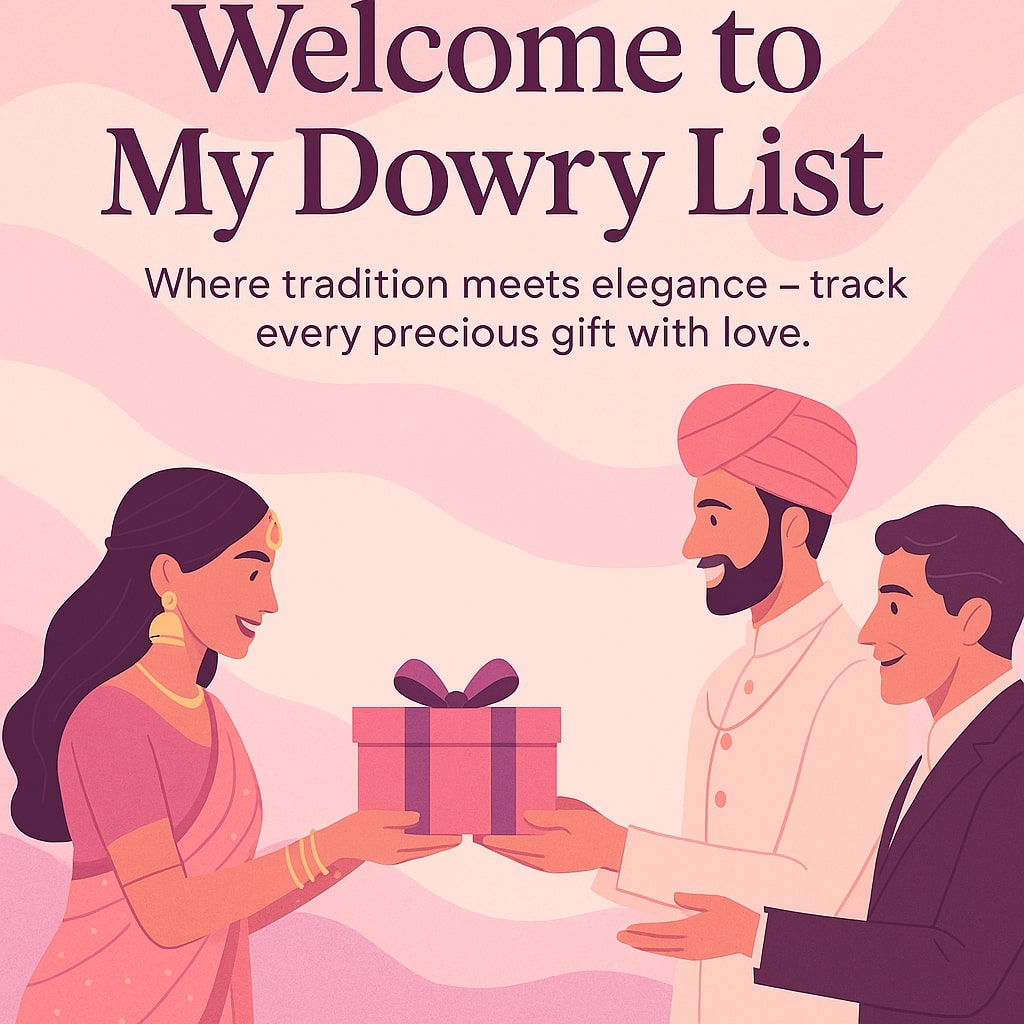 Welcome to
My Dowry List
Where tradition meets elegance – track
every precious gift with love.